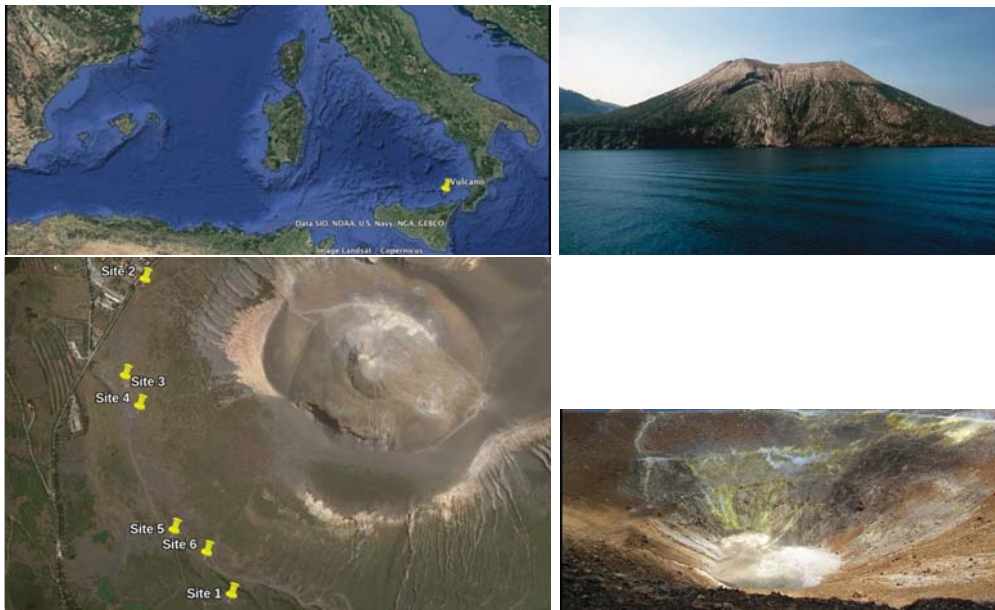 Vulcano
Data SIO, NOAA, U.S. Navy, NGA, GEBCO
Image Landsat / Copernicus
Site 2
Site 3
Site 4
Site 5
Site 6
Site 1